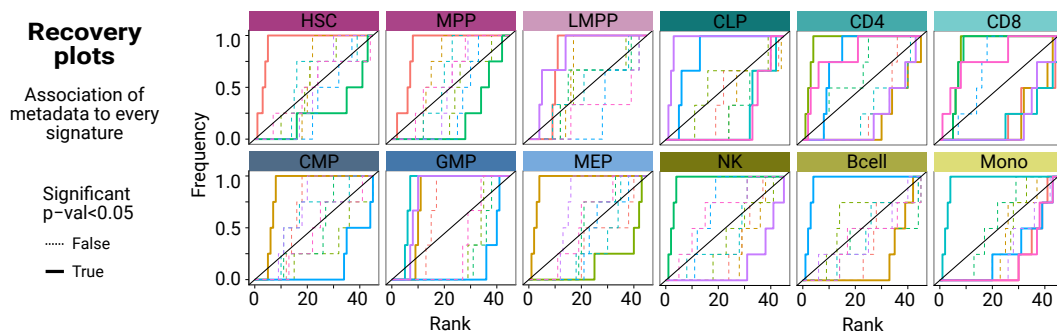 Recovery
plots
Association of
metadata to every
signature
Significant
p-val<0.05
False
True
Frequency
HSC MPP LMPP CLP CD4 CD8
1.0
0.5
0.0
CMP GMP MEP NK Bcell Mono
1.0
0.5
0.0
0 20 40 0 20 40 0 20 40 0 20 40 0 20 40 0 20 40
Rank Rank